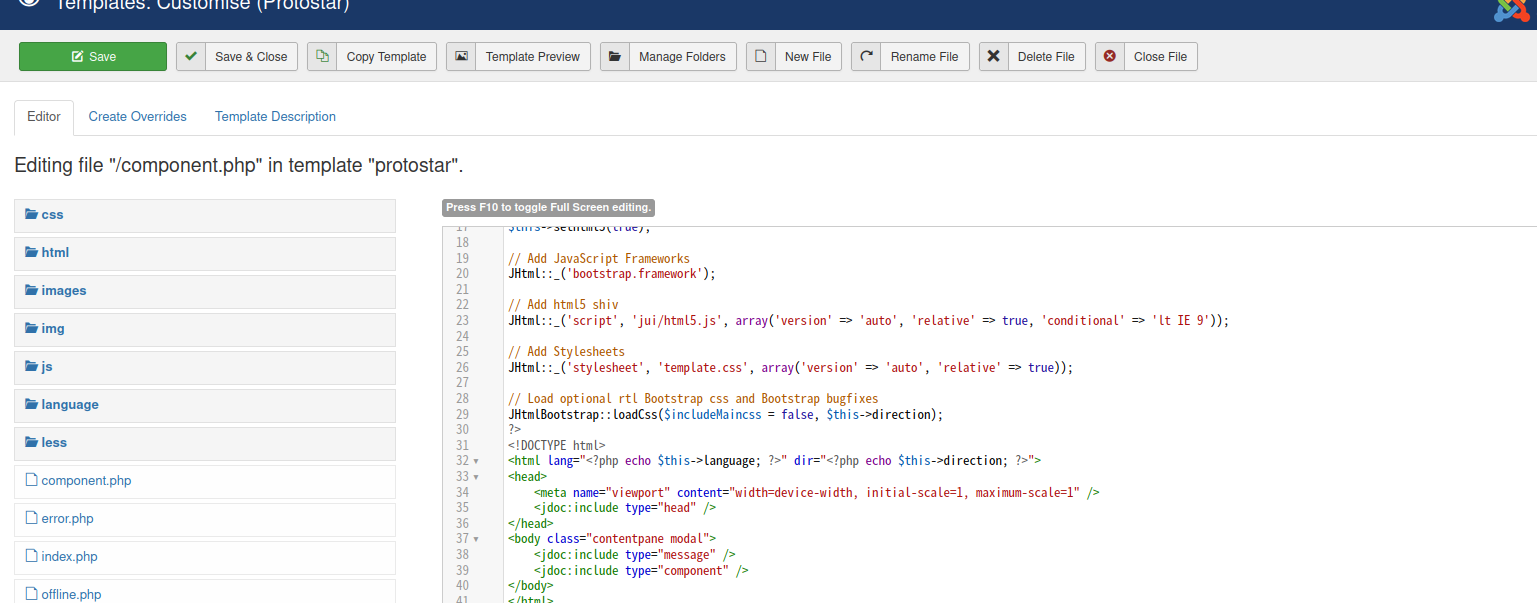 Templates: Customise (Protostar)
Save
Save & Close
Copy Template
Template Preview
Manage Folders
New File
Rename File
Delete File
Close File
Editor
Create Overrides
Template Description
Editing file "/component.php" in template "protostar".
css
html
images
img
js
language
less
component.php
error.php
index.php
offline.php
Press F10 to toggle Full Screen editing.
17 $this->setHtml5(true);
18
19 // Add JavaScript Frameworks
20 JHtml::_('bootstrap.framework');
21
22 // Add html5 shiv
23 JHtml::_('script', 'jui/html5.js', array('version' => 'auto', 'relative' => true, 'conditional' => 'lt IE 9'));
24
25 // Add Stylesheets
26 JHtml::_('stylesheet', 'template.css', array('version' => 'auto', 'relative' => true));
27
28 // Load optional rtl Bootstrap css and Bootstrap bugfixes
29 JHtmlBootstrap::loadCss($includeMaincss = false, $this->direction);
30 ?>
31 <!DOCTYPE html>
32 <html lang="<?php echo $this->language; ?>" dir="<?php echo $this->direction; ?>">
33 <head>
34 <meta name="viewport" content="width=device-width, initial-scale=1, maximum-scale=1" />
35 <jdoc:include type="head" />
36 </head>
37 <body class="contentpane modal">
38 <jdoc:include type="message" />
39 <jdoc:include type="component" />
40 </body>
41 </html>